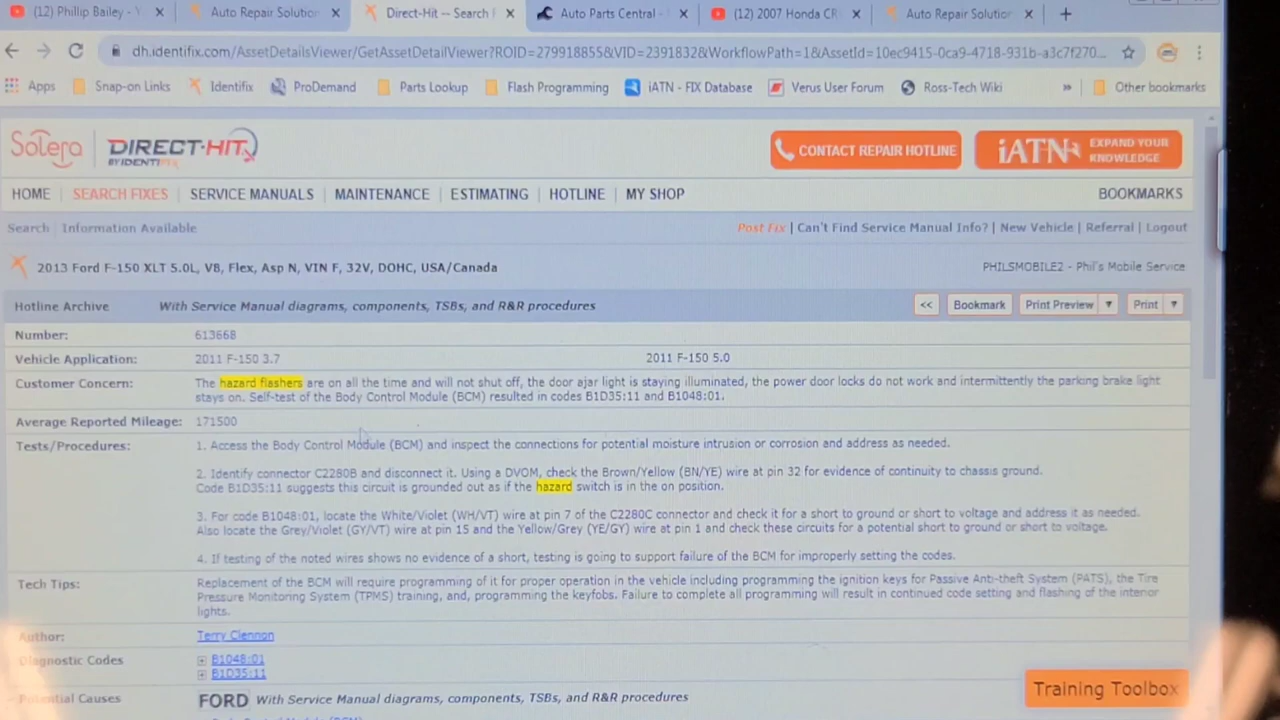 (12) Phillip Bailey - Y × Auto Repair Solution × Direct-Hit -- Search F × Auto Parts Central - × (12) 2007 Honda CR × Auto Repair Solution × +
dh.identifix.com/AssetDetailsViewer/GetAssetDetailViewer?ROID=279918855&VID=2391832&WorkflowPath=1&AssetId=10ec9415-0ca9-4718-931b-a3c7f270...
Apps Snap-on Links Identifix ProDemand Parts Lookup Flash Programming iATN - FIX Database Verus User Forum Ross-Tech Wiki » Other bookmarks
Solera DIRECT-HIT CONTACT REPAIR HOTLINE iATN EXPAND YOUR
BY IDENTIFIX KNOWLEDGE
HOME | SEARCH FIXES | SERVICE MANUALS | MAINTENANCE | ESTIMATING | HOTLINE | MY SHOP BOOKMARKS
Search | Information Available Post Fix | Can't Find Service Manual Info? | New Vehicle | Referral | Logout
2013 Ford F-150 XLT 5.0L, V8, Flex, Asp N, VIN F, 32V, DOHC, USA/Canada PHILSMOBILE2 - Phil's Mobile Service
Hotline Archive With Service Manual diagrams, components, TSBs, and R&R procedures << Bookmark Print Preview ▼ Print ▼
Number: 613668
Vehicle Application: 2011 F-150 3.7 2011 F-150 5.0
Customer Concern: The hazard flashers are on all the time and will not shut off, the door ajar light is staying illuminated, the power door locks do not work and intermittently the parking brake light
stays on. Self-test of the Body Control Module (BCM) resulted in codes B1D35:11 and B1048:01.
Average Reported Mileage: 171500
Tests/Procedures: 1. Access the Body Control Module (BCM) and inspect the connections for potential moisture intrusion or corrosion and address as needed.
2. Identify connector C2280B and disconnect it. Using a DVOM, check the Brown/Yellow (BN/YE) wire at pin 32 for evidence of continuity to chassis ground.
Code B1D35:11 suggests this circuit is grounded out as if the hazard switch is in the on position.
3. For code B1048:01, locate the White/Violet (WH/VT) wire at pin 7 of the C2280C connector and check it for a short to ground or short to voltage and address it as needed.
Also locate the Grey/Violet (GY/VT) wire at pin 15 and the Yellow/Grey (YE/GY) wire at pin 1 and check these circuits for a potential short to ground or short to voltage.
4. If testing of the noted wires shows no evidence of a short, testing is going to support failure of the BCM for improperly setting the codes.
Tech Tips: Replacement of the BCM will require programming of it for proper operation in the vehicle including programming the ignition keys for Passive Anti-theft System (PATS), the Tire
Pressure Monitoring System (TPMS) training, and, programming the keyfobs. Failure to complete all programming will result in continued code setting and flashing of the interior
lights.
Author: Terry Clennon
Diagnostic Codes B1048:01
B1D35:11
Potential Causes FORD With Service Manual diagrams, components, TSBs, and R&R procedures
Training Toolbox